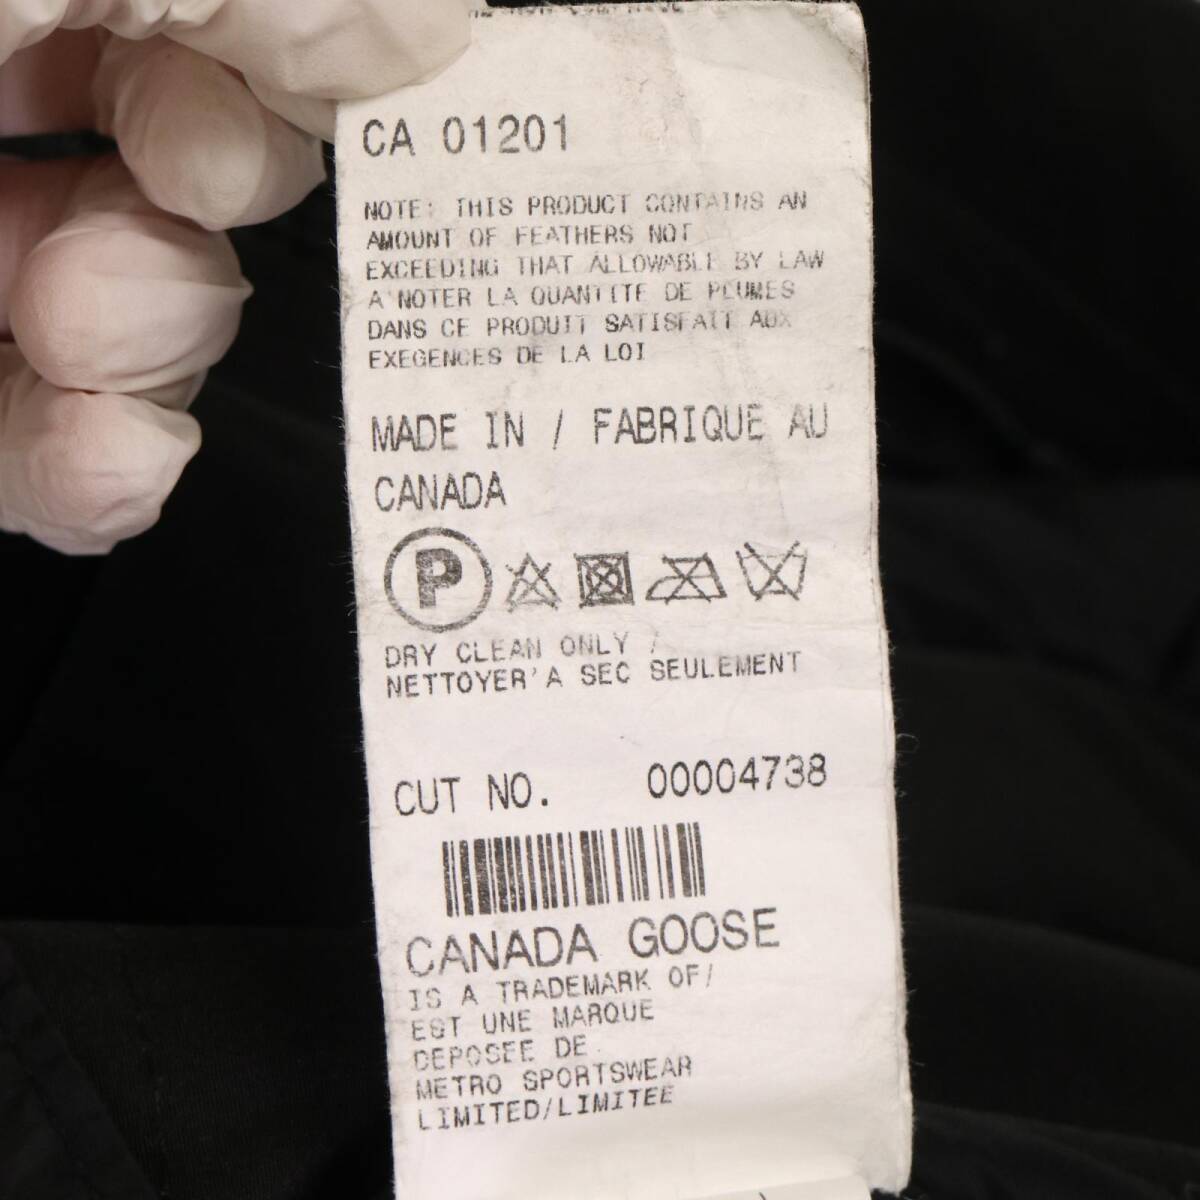 CA 01201
NOTE: THIS PRODUCT CONTAINS AN
AMOUNT OF FEATHERS NOT
EXCEEDING THAT ALLOWABLE BY LAW
A'NOTER LA QUANTITE DE PLUMES
DANS CE PRODUIT SATISFAIT AUX
EXEGENCES DE LA LOI
MADE IN / FABRIQUE AU
CANADA
P
DRY CLEAN ONLY /
NETTOYER'A SEC SEULEMENT
CUT NO. 00004738
CANADA GOOSE
IS A TRADEMARK OF/
EST UNE MARQUE
DEPOSEE DE
METRO SPORTSWEAR
LIMITED/LIMITEE